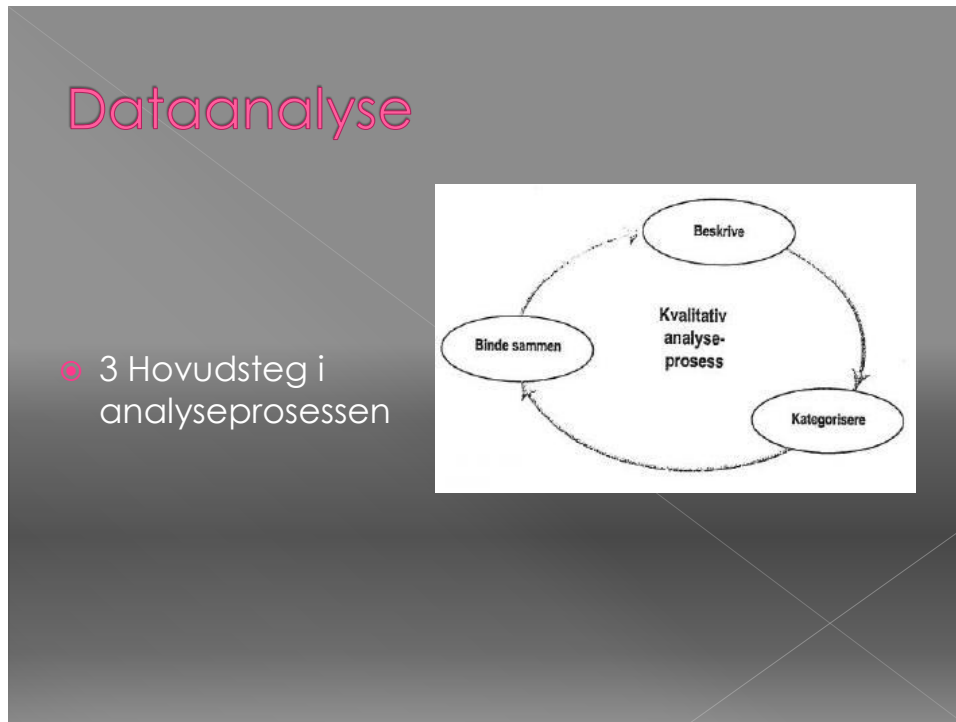 Dataanalyse
3 Hovudsteg i
analyseprosessen
Beskrive
Kvalitativ
analyse-
prosess
Binde sammen
Kategorisere